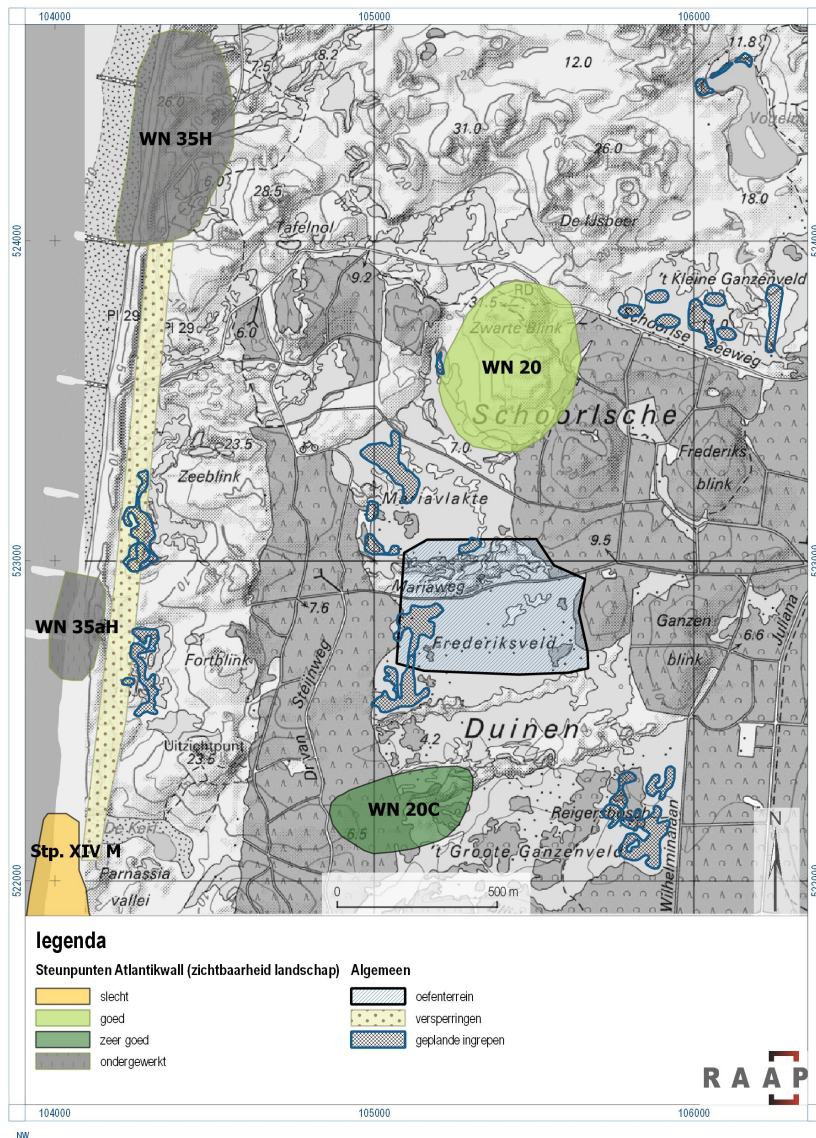 104000
105000
106000
11.8
8.2
7.5
12.0
26.0
WN 35H
31.0
26.0
6.0
28.5
18.0
Tafelnol
De IJsbeer
524000
524000
9.2
't Kleine Ganzenveld
RD
31.5
Pl 29
Pl 29
6.0
Zwarte Blink
Schoorlse
Zeeweg
WN 20
Schoorlsche
23.5
7.0
Frederiks
blink
Zeeblink
Mariavlakte
9.5
523000
523000
Mariaweg
7.6
WN 35aH
Ganzen
blink
6.6
Juliana
Frederiksveld
Fortblink
Steijnweg
Dr van
Duinen
Uitzichtpunt
23.5
4.2
WN 20C
6.5
Reigersbosch
De Kerf
Stp. XIV M
't Groote Ganzenveld
Wilhelminalaan
Parnassia
vallei
522000
N
0
500 m
legenda
Steunpunten Atlantikwall (zichtbaarheid landschap)
Algemeen
slecht
oefenterrein
goed
versperringen
zeer goed
geplande ingrepen
ondergewerkt
RAAP
104000
105000
106000
NW